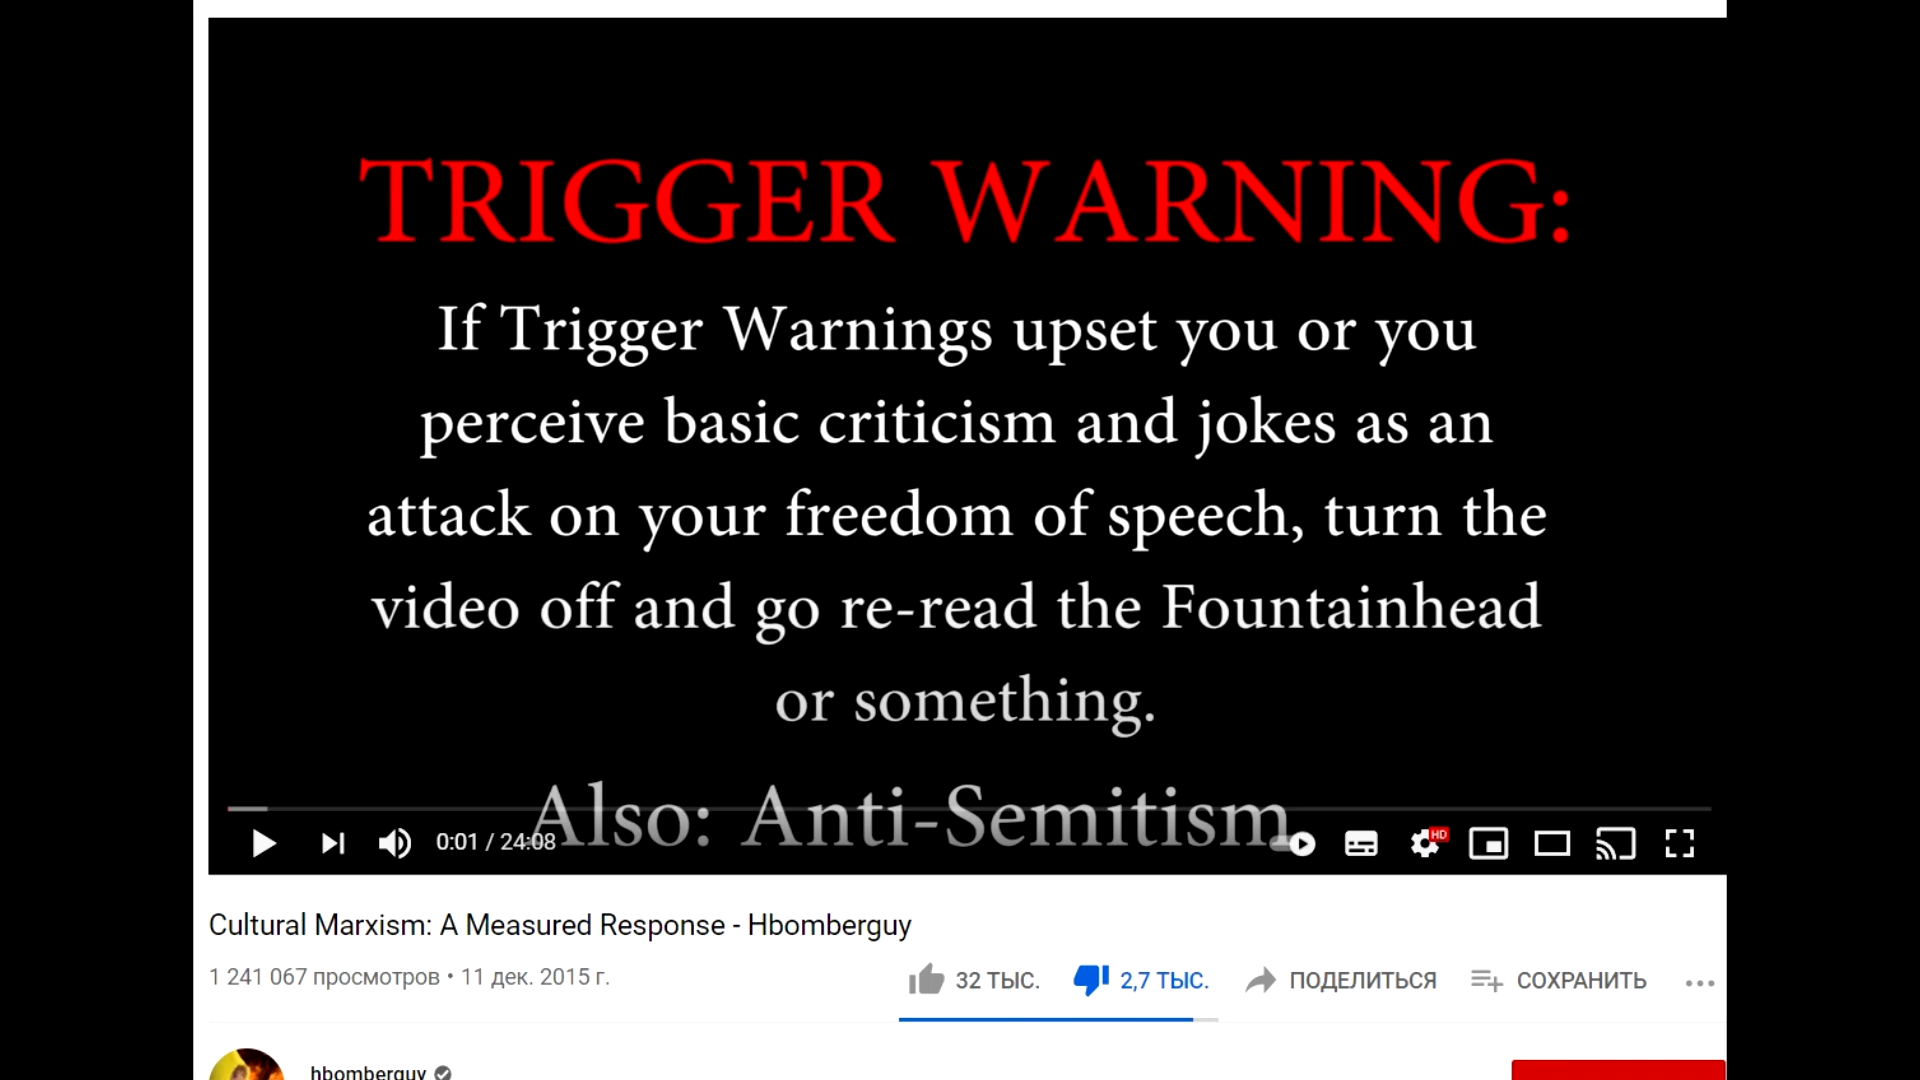 TRIGGER WARNING:
If Trigger Warnings upset you or you
perceive basic criticism and jokes as an
attack on your freedom of speech, turn the
video off and go re-read the Fountainhead
or something.
Also: Anti-Semitism.
0:01 / 24:08
HD
Cultural Marxism: A Measured Response - Hbomberguy
1 241 067 просмотров • 11 дек. 2015 г.
32 ТЫС.
2,7 ТЫС.
ПОДЕЛИТЬСЯ
СОХРАНИТЬ
hbomberguy